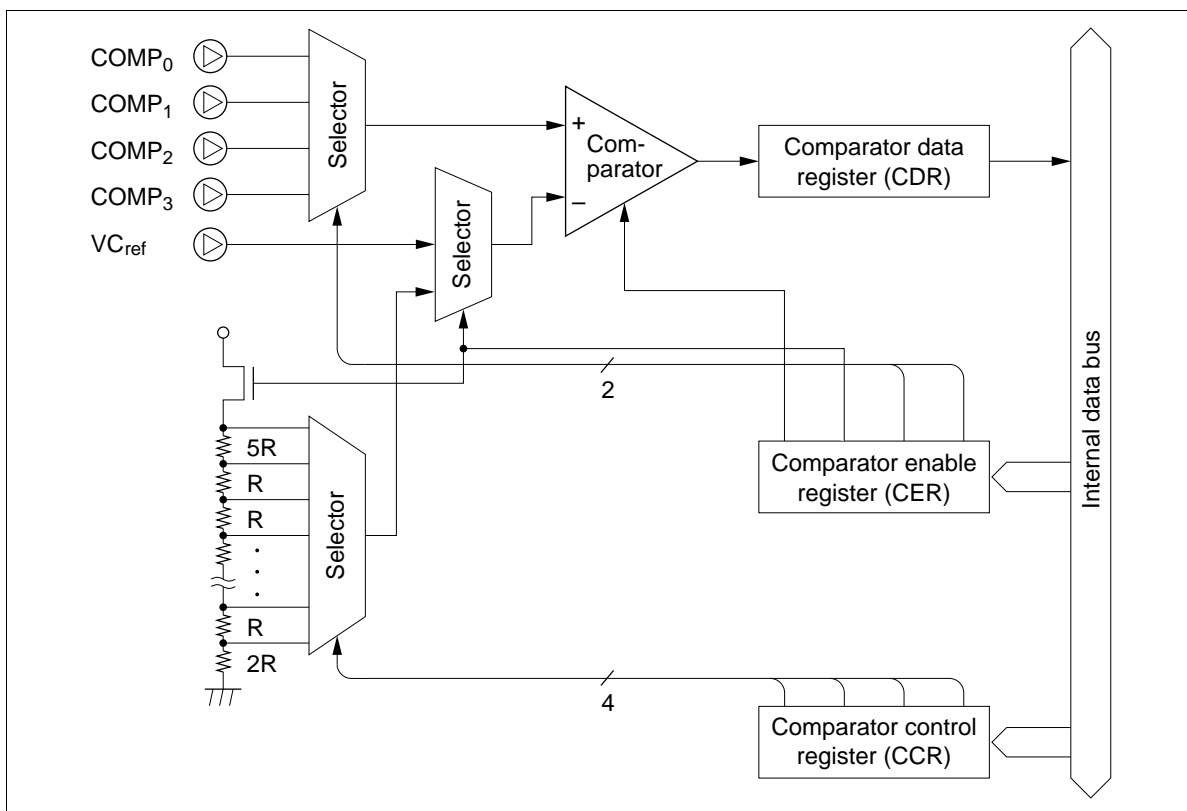 COMP0
COMP1
COMP2
COMP3
VCref
Selector
Selector
+
−
Com-
parator
Comparator data
register (CDR)
Internal data bus
2
Comparator enable
register (CER)
5R
R
R
R
2R
Selector
4
Comparator control
register (CCR)